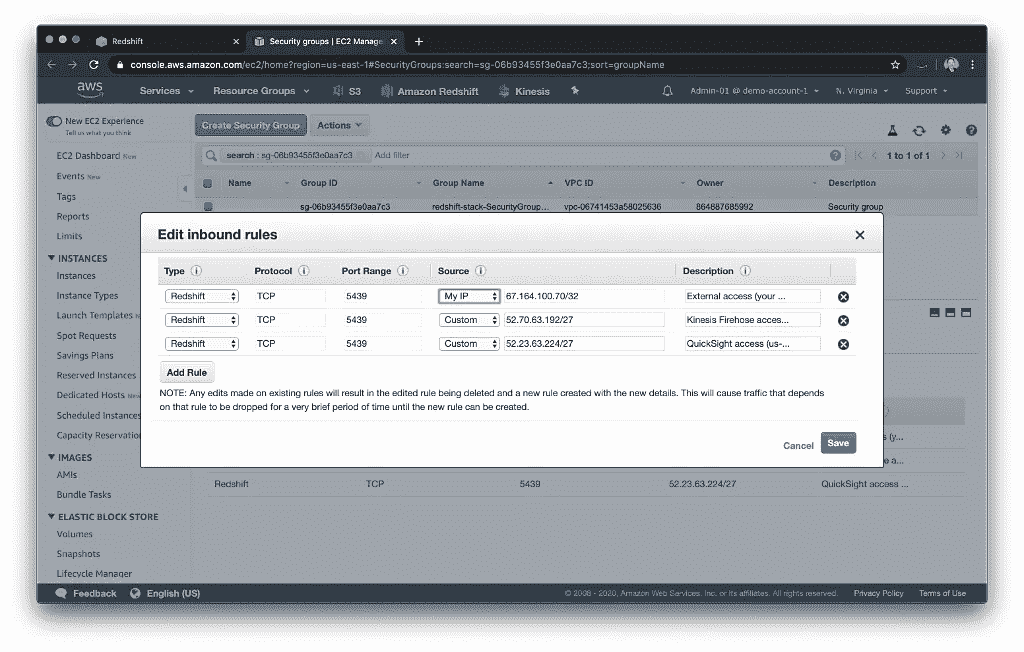 Redshift
Security groups | EC2 Manage
console.aws.amazon.com/ec2/home?region=us-east-1#SecurityGroups:search=sg-06b93455f3e0aa7c3;sort=groupName
aws Services Resource Groups S3 Amazon Redshift Kinesis Admin-01 @ demo-account-1 N. Virginia Support
New EC2 Experience
Tell us what you think
Create Security Group Actions
EC2 Dashboard New
Events New
Tags
Reports
Limits
INSTANCES
Instances
Instance Types
Launch Templates
Spot Requests
Savings Plans
Reserved Instances
Dedicated Hosts New
Scheduled Instances
Capacity Reservation
IMAGES
AMIs
Bundle Tasks
ELASTIC BLOCK STORE
Volumes
Snapshots
Lifecycle Manager
search : sg-06b93455f3e0aa7c3 Add filter 1 to 1 of 1
Name Group ID Group Name VPC ID Owner Description
sg-06b93455f3e0aa7c3 redshift-stack-SecurityGroup... vpc-06741453a58025636 864887685992 Security group
Edit inbound rules
Type Protocol Port Range Source Description
Redshift TCP 5439 My IP 67.164.100.70/32 External access (your ...
Redshift TCP 5439 Custom 52.70.63.192/27 Kinesis Firehose acces...
Redshift TCP 5439 Custom 52.23.63.224/27 QuickSight access (us-...
Add Rule
NOTE: Any edits made on existing rules will result in the edited rule being deleted and a new rule created with the new details. This will cause traffic that depends
on that rule to be dropped for a very brief period of time until the new rule can be created.
Cancel Save
Redshift TCP 5439 52.23.63.224/27 QuickSight access ...
Feedback English (US) © 2008 - 2020, Amazon Web Services, Inc. or its affiliates. All rights reserved. Privacy Policy Terms of Use